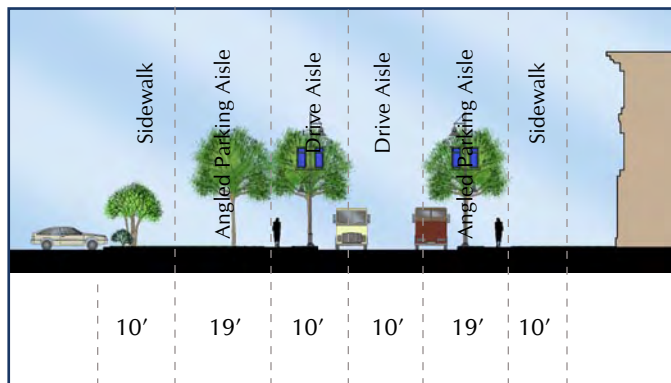 Sidewalk
Angled Parking Aisle
Drive Aisle
Drive Aisle
Angled Parking Aisle
Sidewalk
10’ 19’ 10’ 10’ 19’ 10’